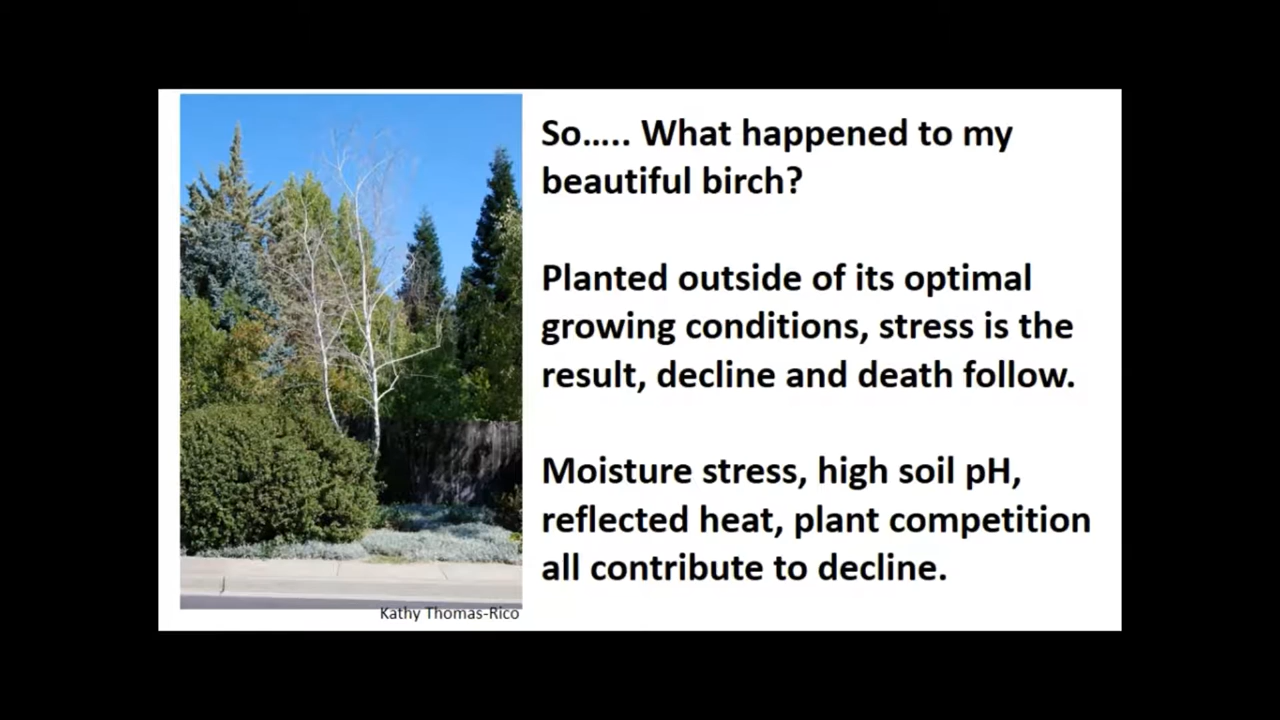 So..... What happened to my
beautiful birch?
Planted outside of its optimal
growing conditions, stress is the
result, decline and death follow.
Moisture stress, high soil pH,
reflected heat, plant competition
all contribute to decline.
Kathy Thomas-Rico